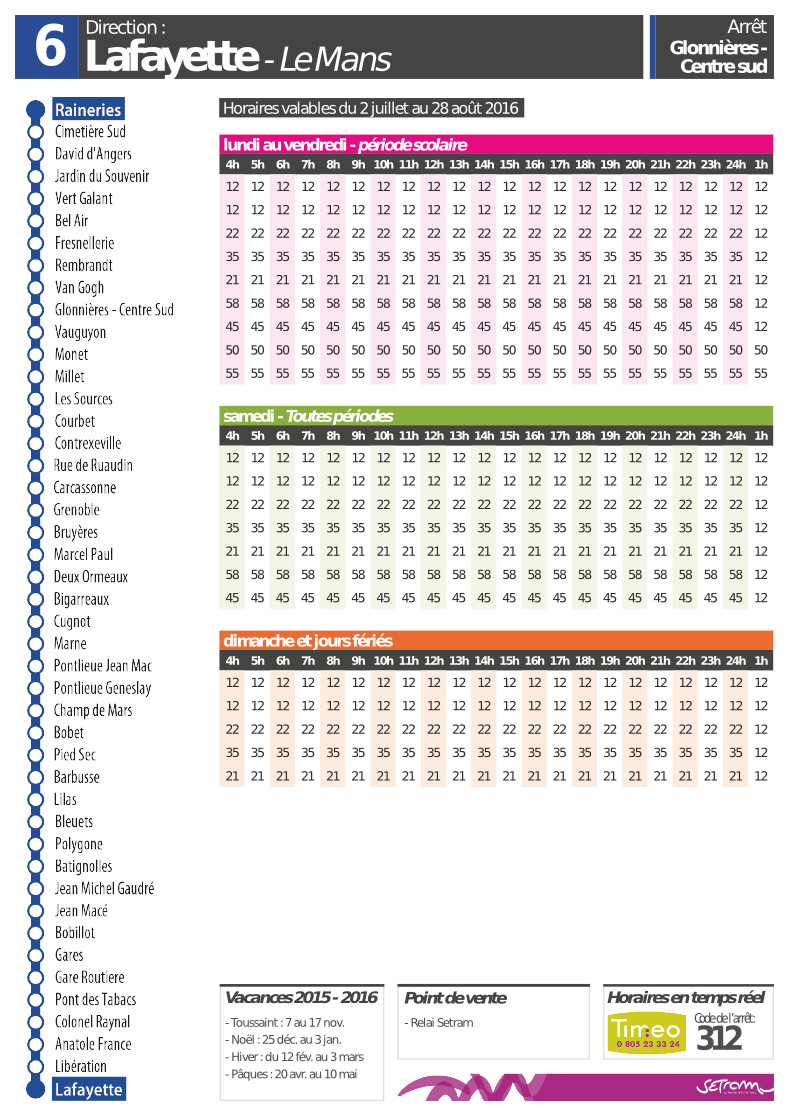 6
Direction :
Lafayette - Le Mans
Arrêt
Glonnières -
Centre sud
Raineries
Cimetière Sud
David d'Angers
Jardin du Souvenir
Vert Galant
Bel Air
Fresnellerie
Rembrandt
Van Gogh
Glonnières - Centre Sud
Vauguyon
Monet
Millet
Les Sources
Courbet
Contrexeville
Rue de Ruaudin
Carcassonne
Grenoble
Bruyères
Marcel Paul
Deux Ormeaux
Bigarreaux
Cugnot
Marne
Pontlieue Jean Mac
Pontlieue Geneslay
Champ de Mars
Bobet
Pied Sec
Barbusse
Lilas
Bleuets
Polygone
Batignolles
Jean Michel Gaudré
Jean Macé
Bobillot
Gares
Gare Routiere
Pont des Tabacs
Colonel Raynal
Anatole France
Libération
Lafayette
Horaires valables du 2 juillet au 28 août 2016
lundi au vendredi - période scolaire
4h 5h 6h 7h 8h 9h 10h 11h 12h 13h 14h 15h 16h 17h 18h 19h 20h 21h 22h 23h 24h 1h
12 12 12 12 12 12 12 12 12 12 12 12 12 12 12 12 12 12 12 12 12 12
12 12 12 12 12 12 12 12 12 12 12 12 12 12 12 12 12 12 12 12 12 12
22 22 22 22 22 22 22 22 22 22 22 22 22 22 22 22 22 22 22 22 22 12
35 35 35 35 35 35 35 35 35 35 35 35 35 35 35 35 35 35 35 35 35 12
21 21 21 21 21 21 21 21 21 21 21 21 21 21 21 21 21 21 21 21 21 12
58 58 58 58 58 58 58 58 58 58 58 58 58 58 58 58 58 58 58 58 58 12
45 45 45 45 45 45 45 45 45 45 45 45 45 45 45 45 45 45 45 45 45 12
50 50 50 50 50 50 50 50 50 50 50 50 50 50 50 50 50 50 50 50 50 50
55 55 55 55 55 55 55 55 55 55 55 55 55 55 55 55 55 55 55 55 55 55
samedi - Toutes périodes
4h 5h 6h 7h 8h 9h 10h 11h 12h 13h 14h 15h 16h 17h 18h 19h 20h 21h 22h 23h 24h 1h
12 12 12 12 12 12 12 12 12 12 12 12 12 12 12 12 12 12 12 12 12 12
12 12 12 12 12 12 12 12 12 12 12 12 12 12 12 12 12 12 12 12 12 12
22 22 22 22 22 22 22 22 22 22 22 22 22 22 22 22 22 22 22 22 22 12
35 35 35 35 35 35 35 35 35 35 35 35 35 35 35 35 35 35 35 35 35 12
21 21 21 21 21 21 21 21 21 21 21 21 21 21 21 21 21 21 21 21 21 12
58 58 58 58 58 58 58 58 58 58 58 58 58 58 58 58 58 58 58 58 58 12
45 45 45 45 45 45 45 45 45 45 45 45 45 45 45 45 45 45 45 45 45 12
dimanche et jours fériés
4h 5h 6h 7h 8h 9h 10h 11h 12h 13h 14h 15h 16h 17h 18h 19h 20h 21h 22h 23h 24h 1h
12 12 12 12 12 12 12 12 12 12 12 12 12 12 12 12 12 12 12 12 12 12
12 12 12 12 12 12 12 12 12 12 12 12 12 12 12 12 12 12 12 12 12 12
22 22 22 22 22 22 22 22 22 22 22 22 22 22 22 22 22 22 22 22 22 12
35 35 35 35 35 35 35 35 35 35 35 35 35 35 35 35 35 35 35 35 35 12
21 21 21 21 21 21 21 21 21 21 21 21 21 21 21 21 21 21 21 21 21 12
Vacances 2015 - 2016
- Toussaint : 7 au 17 nov.
- Noël : 25 déc. au 3 jan.
- Hiver : du 12 fév. au 3 mars
- Pâques : 20 avr. au 10 mai
Point de vente
- Relai Setram
Horaires en temps réel
Timeo
0 805 23 33 24
Code de l'arrêt:
312
Setram